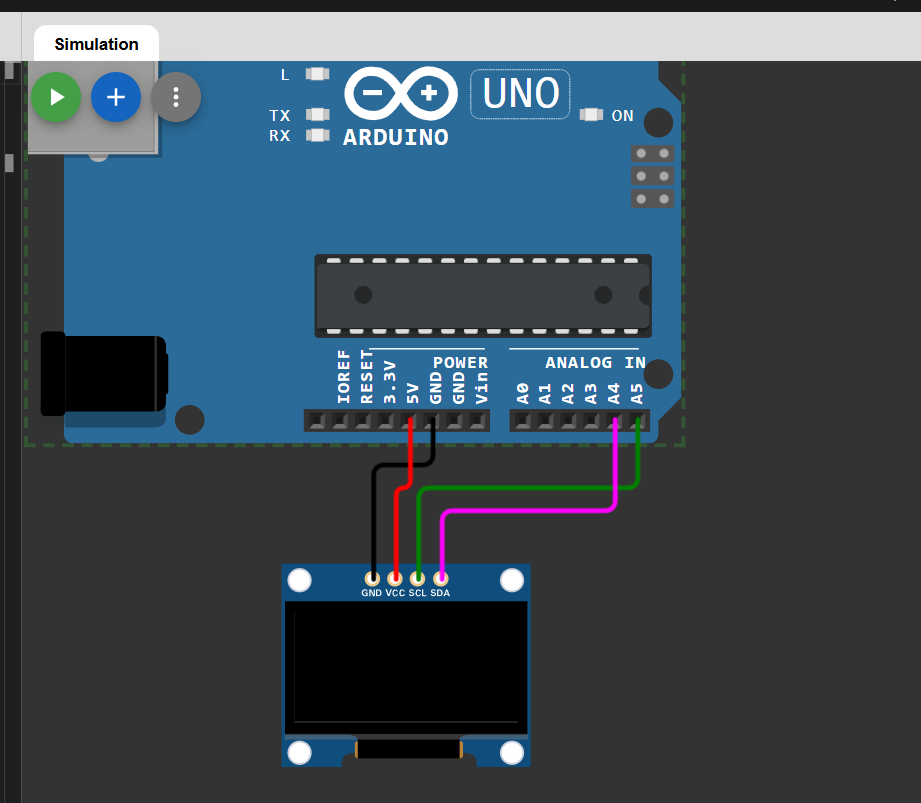 Simulation
L
TX
RX
UNO
ARDUINO
ON
POWER
ANALOG IN
IOREF
RESET
3.3V
5V
GND
GND
Vin
A0
A1
A2
A3
A4
A5
GND VCC SCL SDA